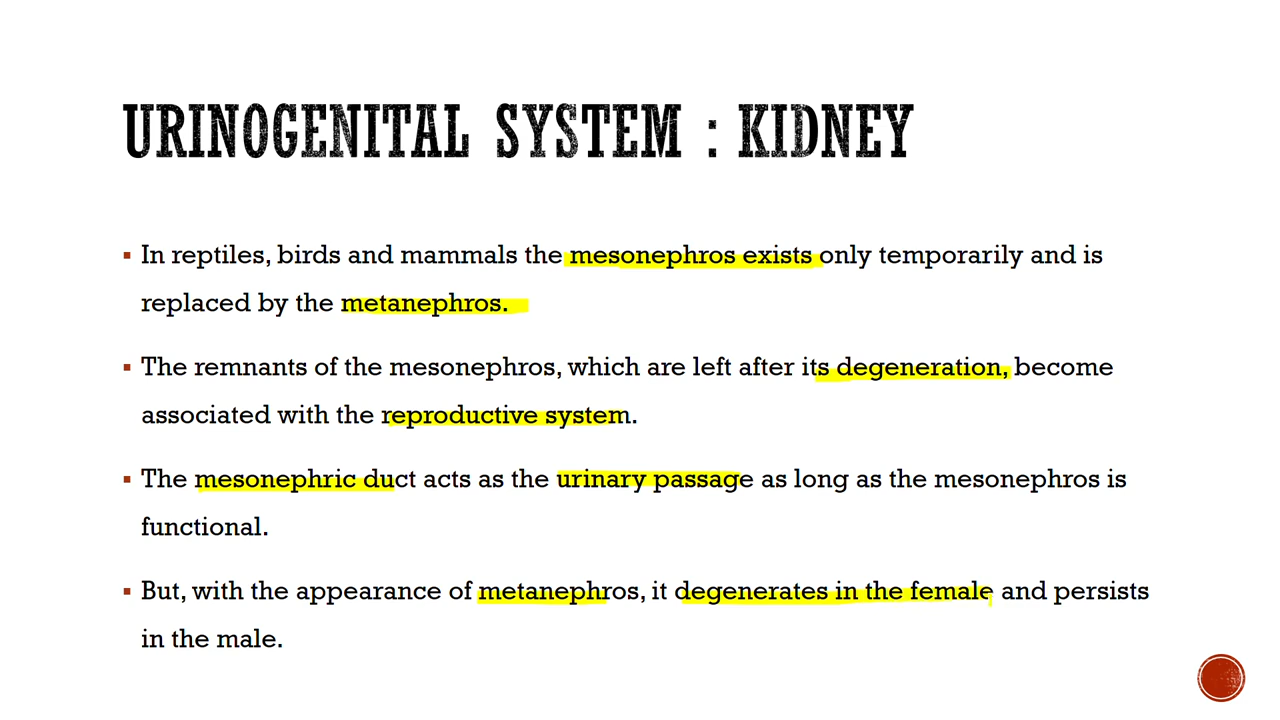 URINOGENITAL SYSTEM : KIDNEY
▪ In reptiles, birds and mammals the mesonephros exists only temporarily and is
replaced by the metanephros.
▪ The remnants of the mesonephros, which are left after its degeneration, become
associated with the reproductive system.
▪ The mesonephric duct acts as the urinary passage as long as the mesonephros is
functional.
▪ But, with the appearance of metanephros, it degenerates in the female and persists
in the male.